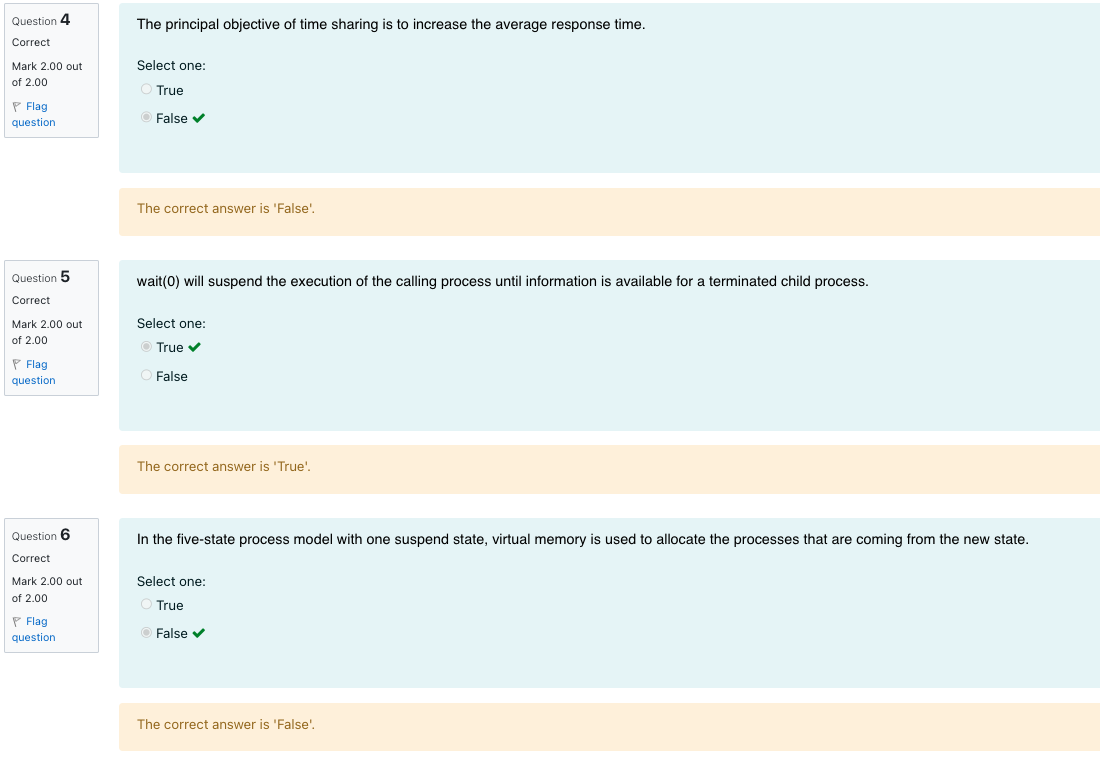 Question 4
Correct
Mark 2.00 out
of 2.00
Flag
question
The principal objective of time sharing is to increase the average response time.
Select one:
True
False
The correct answer is 'False'.
Question 5
Correct
Mark 2.00 out
of 2.00
Flag
question
wait(0) will suspend the execution of the calling process until information is available for a terminated child process.
Select one:
True
False
The correct answer is 'True'.
Question 6
Correct
Mark 2.00 out
of 2.00
Flag
question
In the five-state process model with one suspend state, virtual memory is used to allocate the processes that are coming from the new state.
Select one:
True
False
The correct answer is 'False'.